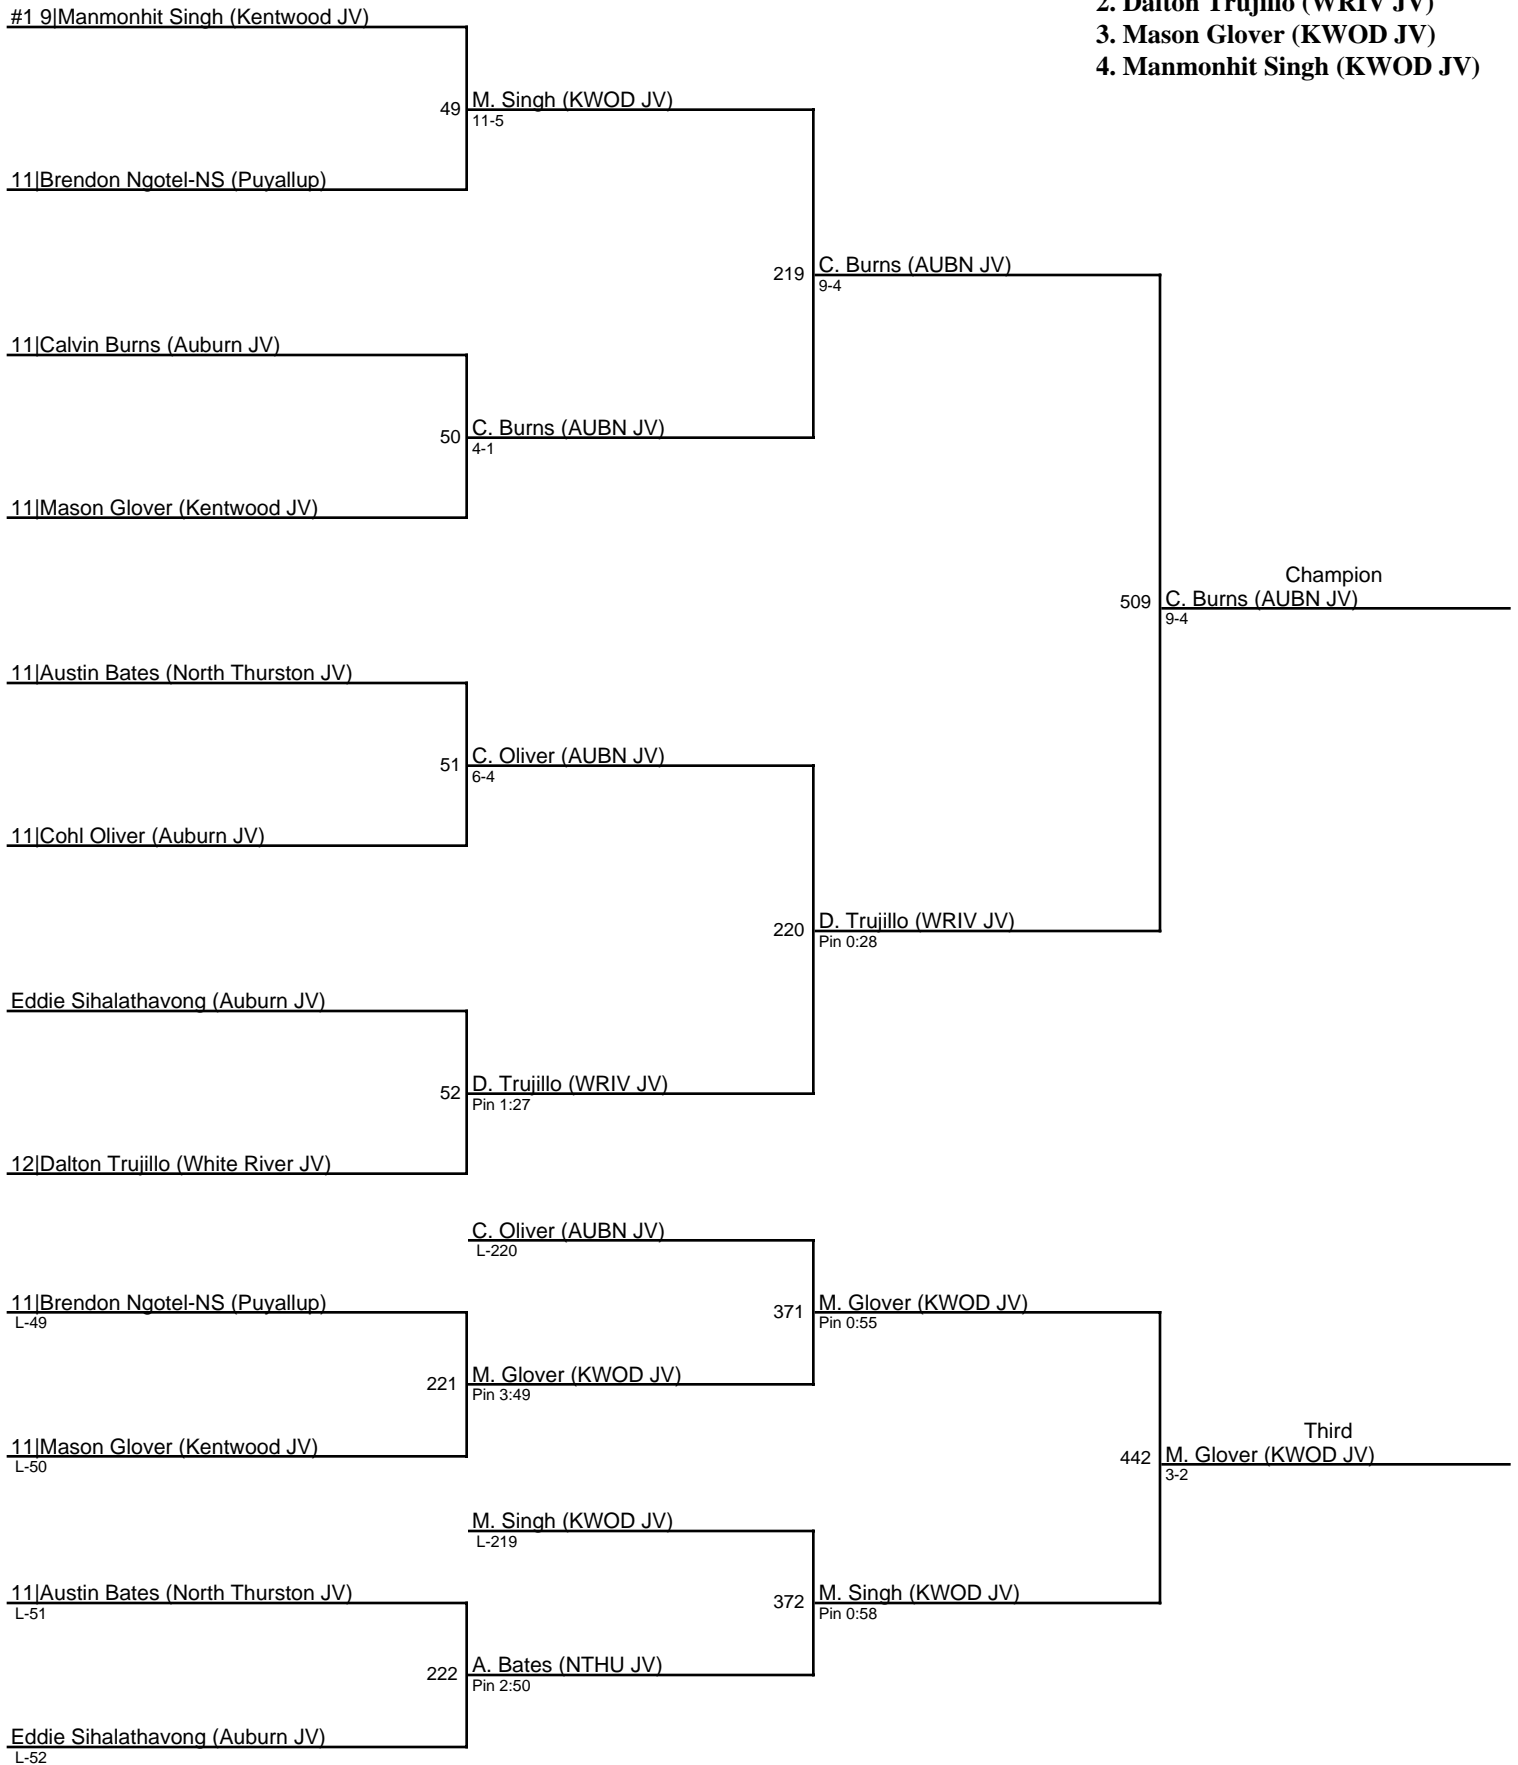 #1 9|Manmonhit Singh (Kentwood JV)
2. Dalton Trujillo (WRIV JV)
3. Mason Glover (KWOD JV)
4. Manmonhit Singh (KWOD JV)
49
M. Singh (KWOD JV)
11-5
11|Brendon Ngotel-NS (Puyallup)
219
C. Burns (AUBN JV)
9-4
11|Calvin Burns (Auburn JV)
50
C. Burns (AUBN JV)
4-1
11|Mason Glover (Kentwood JV)
Champion
509
C. Burns (AUBN JV)
9-4
11|Austin Bates (North Thurston JV)
51
C. Oliver (AUBN JV)
6-4
11|Cohl Oliver (Auburn JV)
220
D. Trujillo (WRIV JV)
Pin 0:28
Eddie Sihalathavong (Auburn JV)
52
D. Trujillo (WRIV JV)
Pin 1:27
12|Dalton Trujillo (White River JV)
C. Oliver (AUBN JV)
L-220
11|Brendon Ngotel-NS (Puyallup)
L-49
371
M. Glover (KWOD JV)
Pin 0:55
221
M. Glover (KWOD JV)
Pin 3:49
11|Mason Glover (Kentwood JV)
L-50
Third
442
M. Glover (KWOD JV)
3-2
M. Singh (KWOD JV)
L-219
11|Austin Bates (North Thurston JV)
L-51
372
M. Singh (KWOD JV)
Pin 0:58
222
A. Bates (NTHU JV)
Pin 2:50
Eddie Sihalathavong (Auburn JV)
L-52